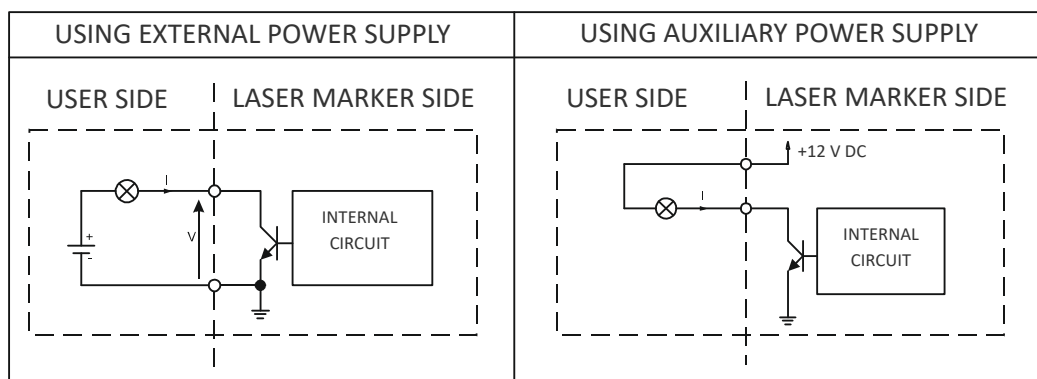 USING EXTERNAL POWER SUPPLY
USING AUXILIARY POWER SUPPLY
USER SIDE
LASER MARKER SIDE
I
+
-
V
INTERNAL
CIRCUIT
USER SIDE
LASER MARKER SIDE
+12 V DC
I
INTERNAL
CIRCUIT